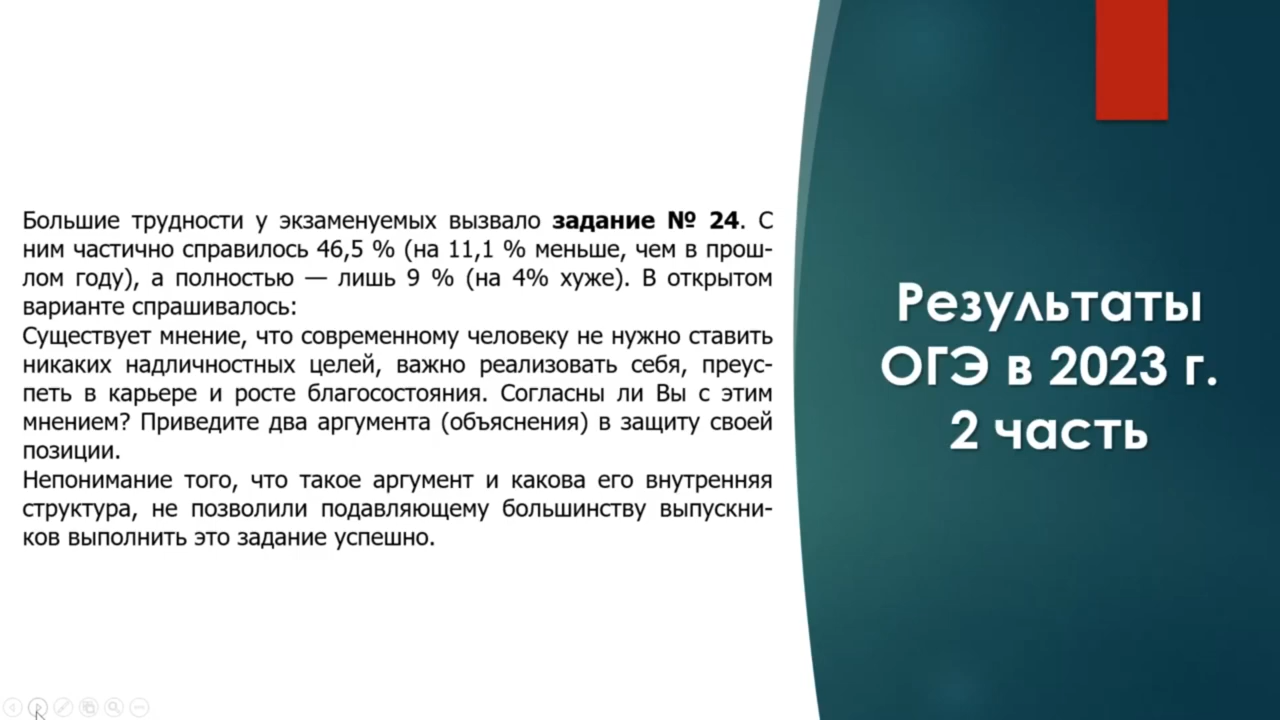 Большие трудности у экзаменуемых вызвало задание № 24. С
ним частично справилось 46,5 % (на 11,1 % меньше, чем в прош-
лом году), а полностью — лишь 9 % (на 4% хуже). В открытом
варианте спрашивалось:
Существует мнение, что современному человеку не нужно ставить
никаких надличностных целей, важно реализовать себя, преус-
петь в карьере и росте благосостояния. Согласны ли Вы с этим
мнением? Приведите два аргумента (объяснения) в защиту своей
позиции.
Непонимание того, что такое аргумент и какова его внутренняя
структура, не позволили подавляющему большинству выпускни-
ков выполнить это задание успешно.
Результаты
ОГЭ в 2023 г.
2 часть